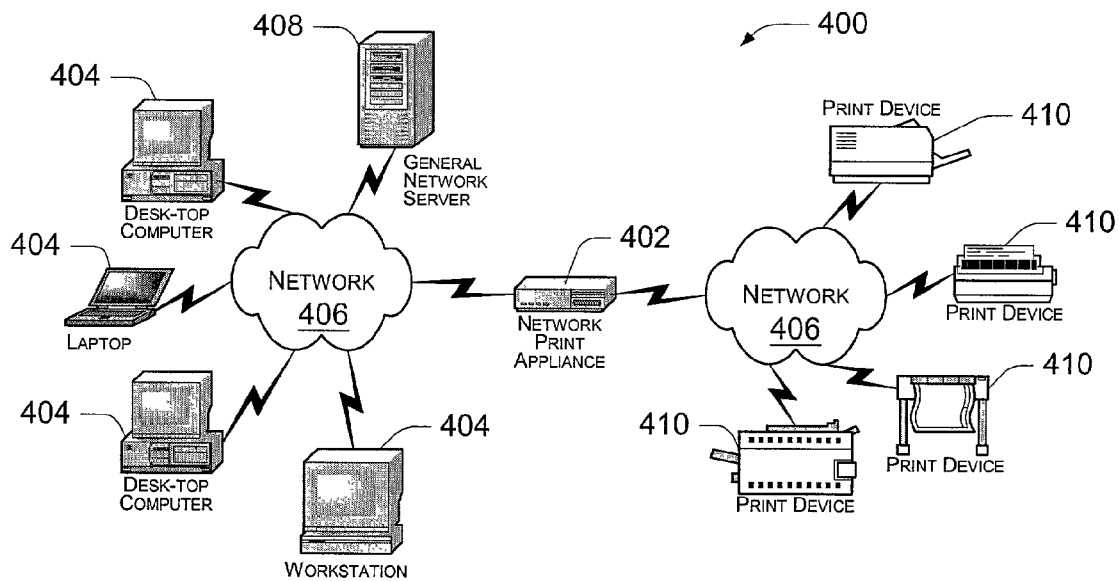 408
400
404
PRINT DEVICE
410
GENERAL
NETWORK
SERVER
DESK-TOP
COMPUTER
404
LAPTOP
NETWORK
406
402
NETWORK
PRINT
APPLIANCE
NETWORK
406
410
PRINT DEVICE
404
DESK-TOP
COMPUTER
404
WORKSTATION
410
PRINT DEVICE
410
PRINT DEVICE